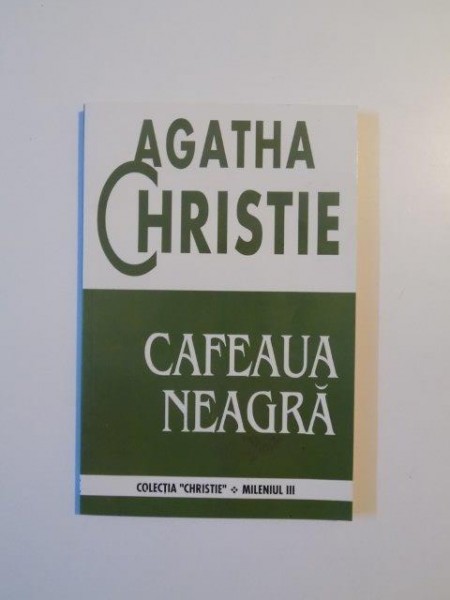 AGATHA
CHRISTIE
CAFEAUA
NEAGRĂ
COLECȚIA "CHRISTIE" ❖ MILENIUL III